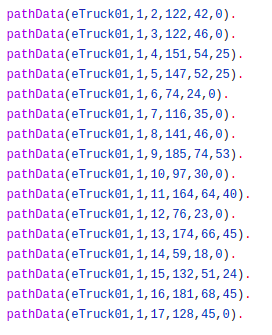 pathData(eTruck01,1,2,122,42,0).
pathData(eTruck01,1,3,122,46,0).
pathData(eTruck01,1,4,151,54,25).
pathData(eTruck01,1,5,147,52,25).
pathData(eTruck01,1,6,74,24,0).
pathData(eTruck01,1,7,116,35,0).
pathData(eTruck01,1,8,141,46,0).
pathData(eTruck01,1,9,185,74,53).
pathData(eTruck01,1,10,97,30,0).
pathData(eTruck01,1,11,164,64,40).
pathData(eTruck01,1,12,76,23,0).
pathData(eTruck01,1,13,174,66,45).
pathData(eTruck01,1,14,59,18,0).
pathData(eTruck01,1,15,132,51,24).
pathData(eTruck01,1,16,181,68,45).
pathData(eTruck01,1,17,128,45,0).